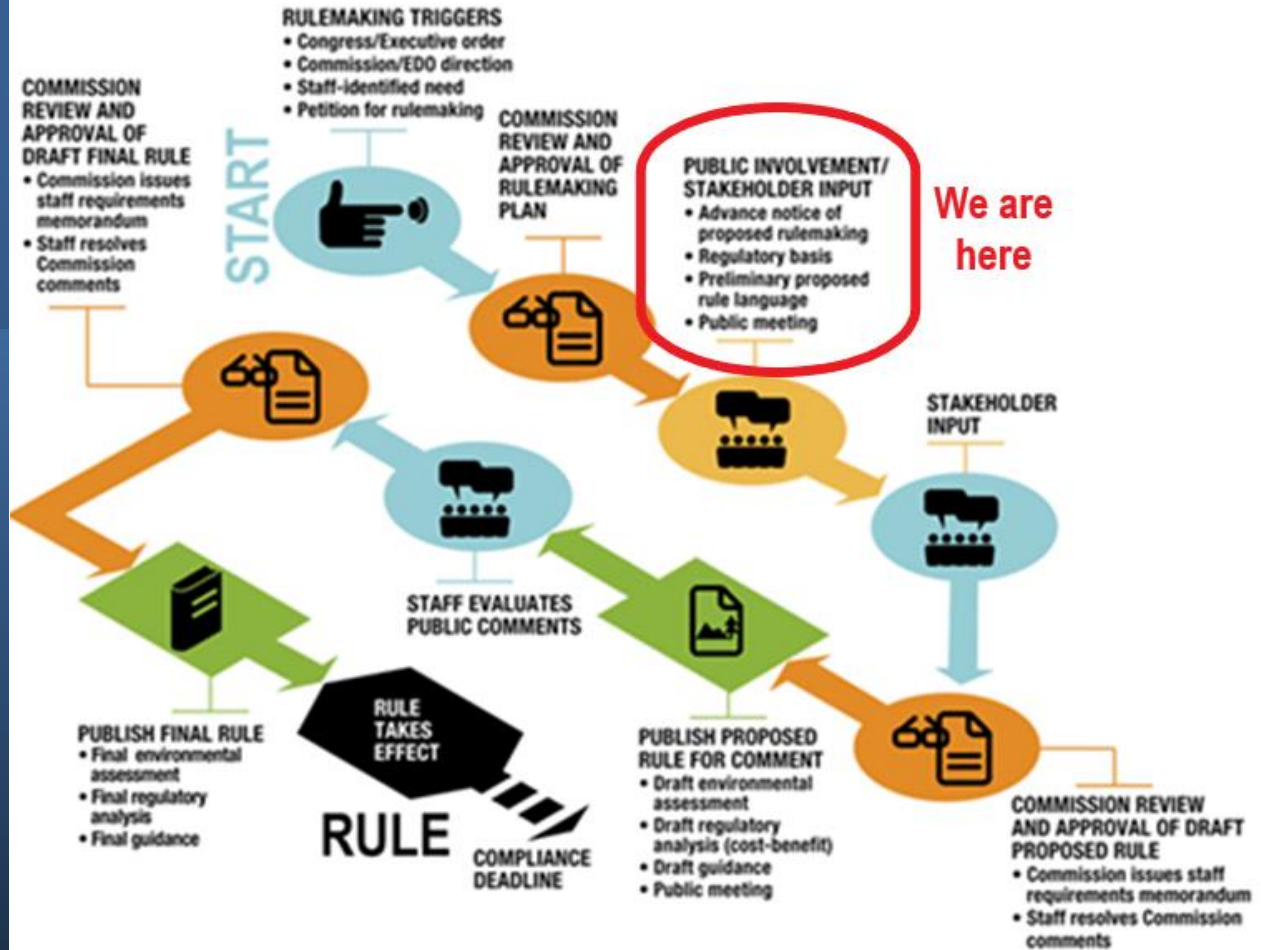 RULEMAKING TRIGGERS
• Congress/Executive order
• Commission/EDO direction
• Staff-identified need
• Petition for rulemaking
START
COMMISSION
REVIEW AND
APPROVAL OF
RULEMAKING
PLAN
PUBLIC INVOLVEMENT/
STAKEHOLDER INPUT
• Advance notice of
proposed rulemaking
• Regulatory basis
• Preliminary proposed
rule language
• Public meeting
We are
here
STAKEHOLDER
INPUT
COMMISSION REVIEW
AND APPROVAL OF DRAFT
PROPOSED RULE
• Commission issues staff
requirements memorandum
• Staff resolves Commission
comments
PUBLISH PROPOSED
RULE FOR COMMENT
• Draft environmental
assessment
• Draft regulatory
analysis (cost-benefit)
• Draft guidance
• Public meeting
STAFF EVALUATES
PUBLIC COMMENTS
COMMISSION
REVIEW AND
APPROVAL OF
DRAFT FINAL RULE
• Commission issues
staff requirements
memorandum
• Staff resolves
Commission
comments
PUBLISH FINAL RULE
• Final environmental
assessment
• Final regulatory
analysis
• Final guidance
RULE
TAKES
EFFECT
RULE
COMPLIANCE
DEADLINE